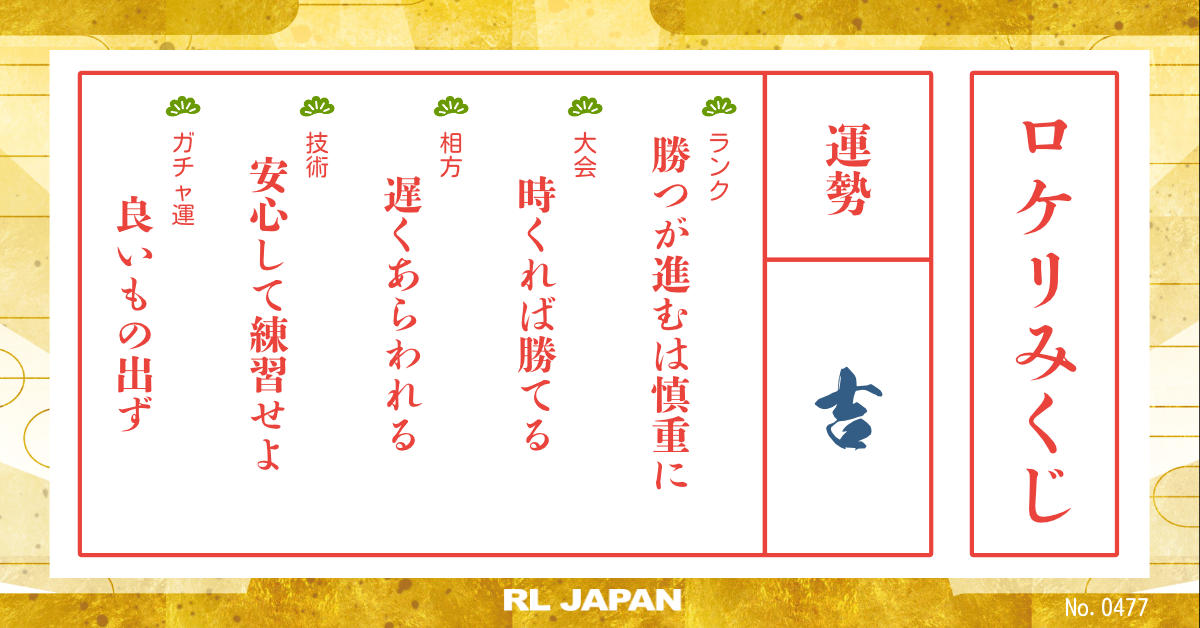 ロケリみくじ
運勢
吉
ランク
勝つが進むは慎重に
大会
時くれば勝てる
相方
遅くあらわれる
技術
安心して練習せよ
ガチャ運
良いもの出ず
RL JAPAN
No. 0477